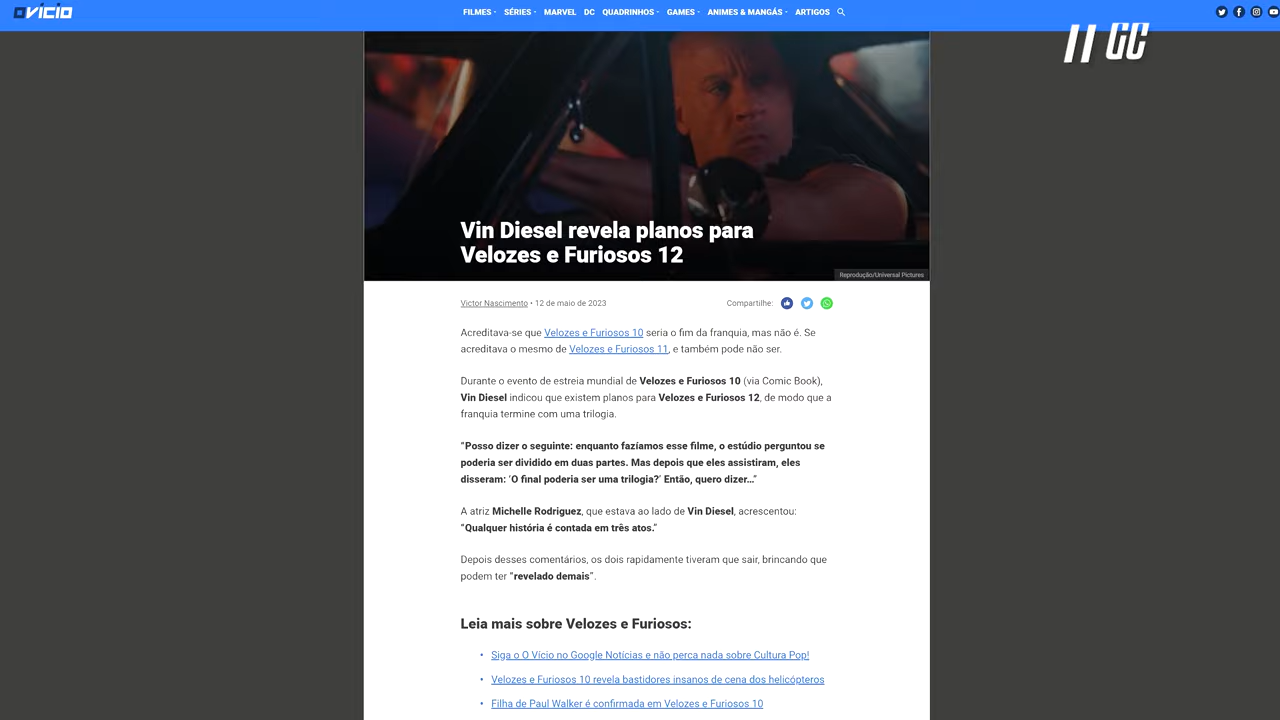 OVICIO
FILMES SÉRIES MARVEL DC QUADRINHOS GAMES ANIMES & MANGÁS ARTIGOS
GC
Vin Diesel revela planos para
Velozes e Furiosos 12
Reprodução/Universal Pictures
Victor Nascimento • 12 de maio de 2023
Compartilhe:
Acreditava-se que Velozes e Furiosos 10 seria o fim da franquia, mas não é. Se
acreditava o mesmo de Velozes e Furiosos 11, e também pode não ser.
Durante o evento de estreia mundial de Velozes e Furiosos 10 (via Comic Book),
Vin Diesel indicou que existem planos para Velozes e Furiosos 12, de modo que a
franquia termine com uma trilogia.
“Posso dizer o seguinte: enquanto fazíamos esse filme, o estúdio perguntou se
poderia ser dividido em duas partes. Mas depois que eles assistiram, eles
disseram: ‘O final poderia ser uma trilogia?’ Então, quero dizer…”
A atriz Michelle Rodriguez, que estava ao lado de Vin Diesel, acrescentou:
“Qualquer história é contada em três atos.”
Depois desses comentários, os dois rapidamente tiveram que sair, brincando que
podem ter “revelado demais”.
Leia mais sobre Velozes e Furiosos:
• Siga o O Vício no Google Notícias e não perca nada sobre Cultura Pop!
• Velozes e Furiosos 10 revela bastidores insanos de cena dos helicópteros
• Filha de Paul Walker é confirmada em Velozes e Furiosos 10